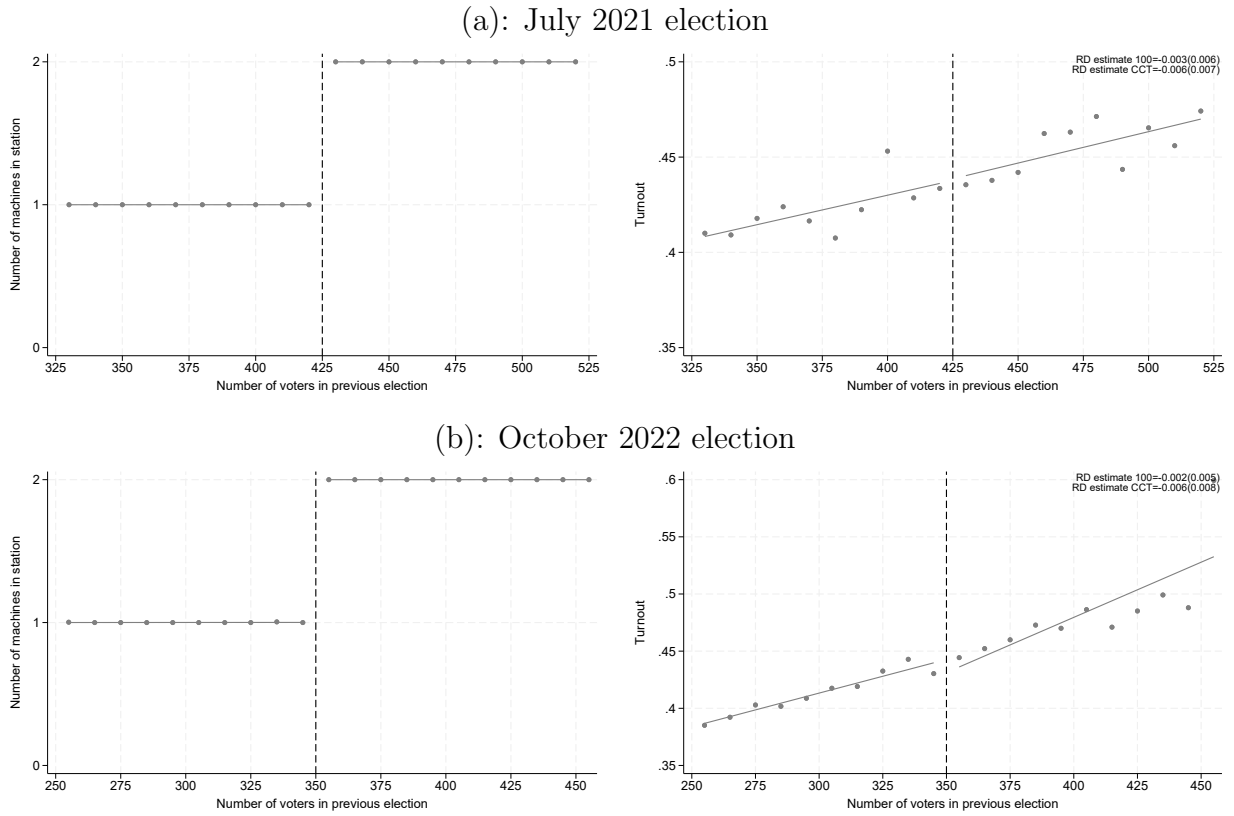 (a): July 2021 election
Number of machines in station
2
1
0
325 350 375 400 425 450 475 500 525
Number of voters in previous election
RD estimate 100=-0.003(0.006)
RD estimate CCT=-0.006(0.007)
Turnout
.5
.45
.4
.35
325 350 375 400 425 450 475 500 525
Number of voters in previous election
(b): October 2022 election
Number of machines in station
2
1
0
250 275 300 325 350 375 400 425 450
Number of voters in previous election
RD estimate 100=-0.002(0.005)
RD estimate CCT=-0.006(0.008)
Turnout
.6
.55
.5
.45
.4
.35
250 275 300 325 350 375 400 425 450
Number of voters in previous election